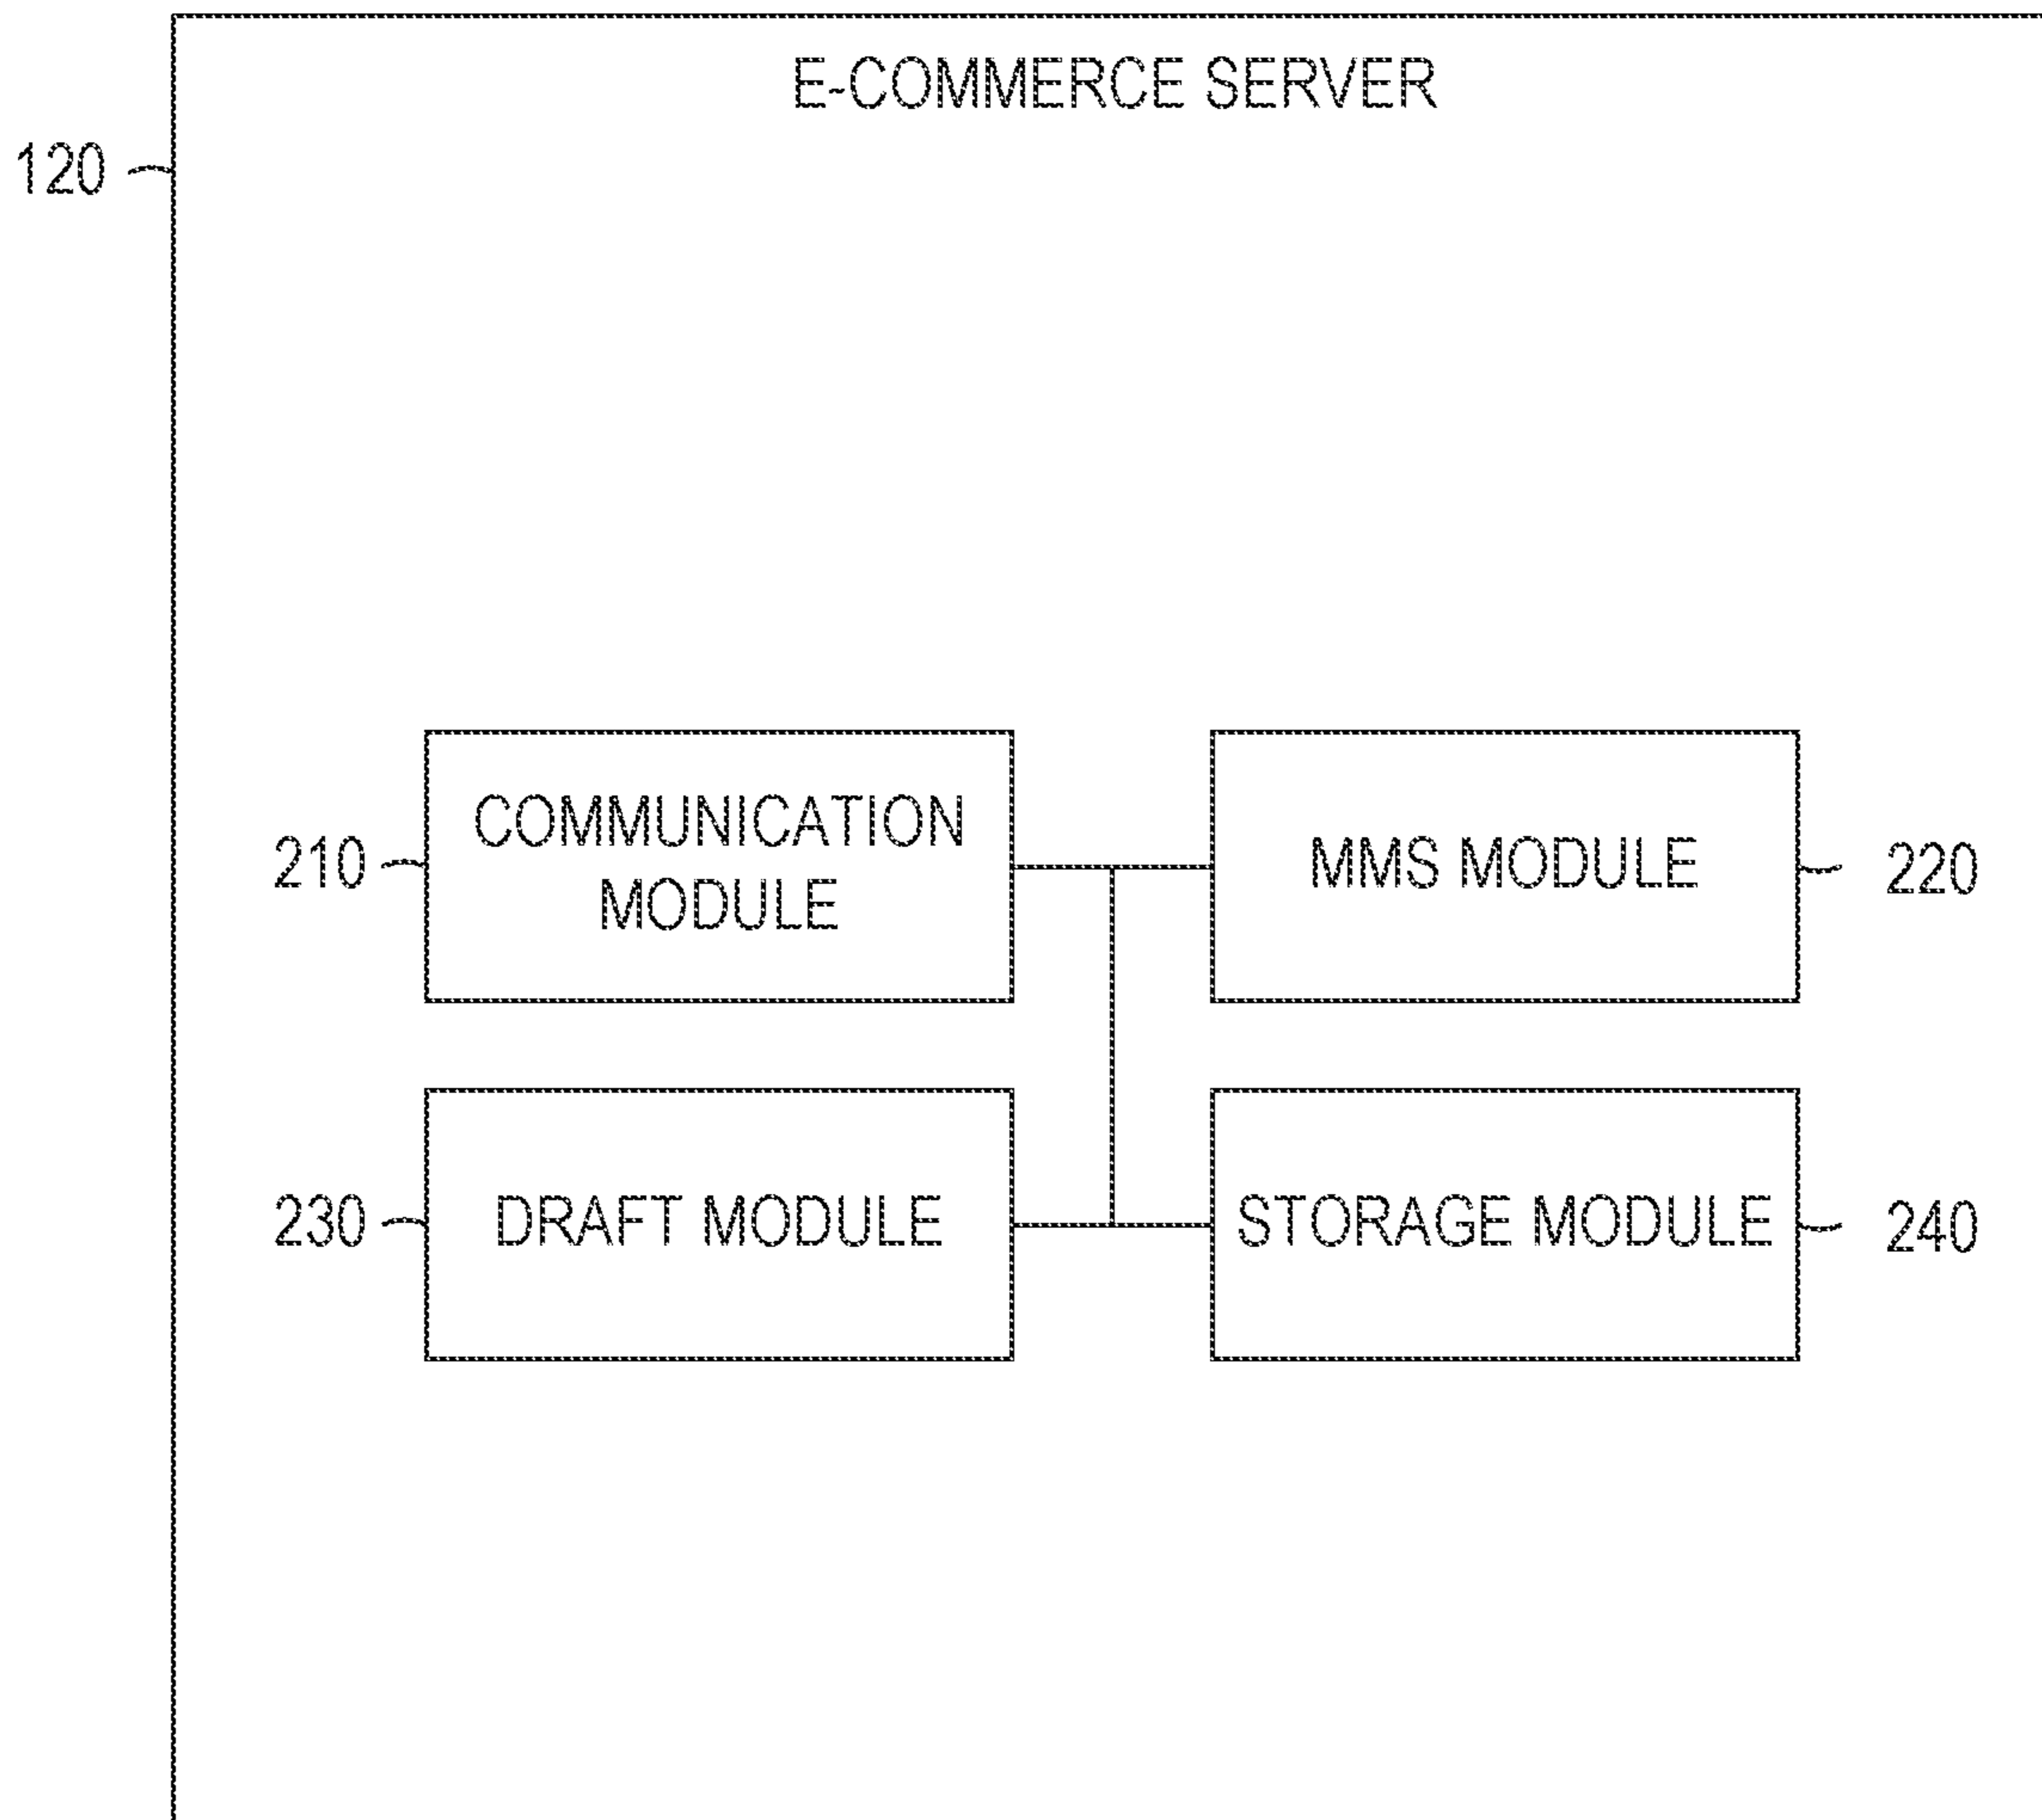 E-COMMERCE SERVER
120
COMMUNICATION
MODULE
210
MMS MODULE
220
230
DRAFT MODULE
STORAGE MODULE
240